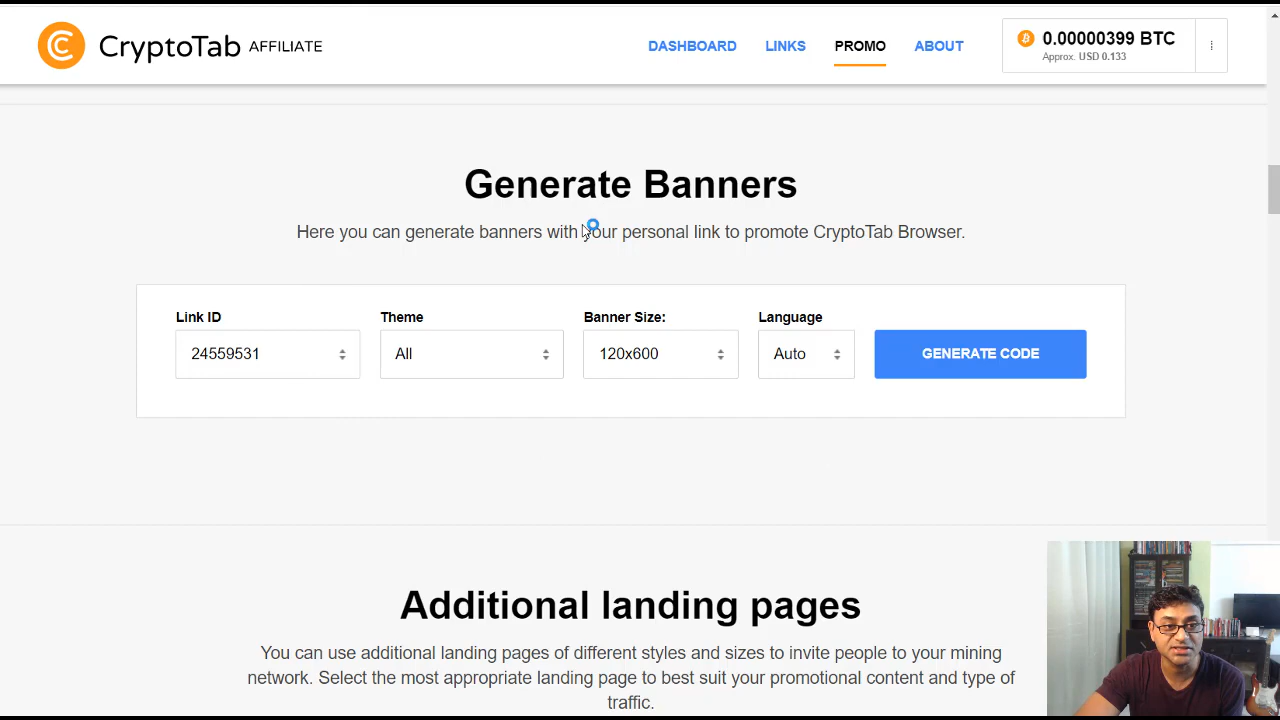 CryptoTab AFFILIATE
DASHBOARD
LINKS
PROMO
ABOUT
0.00000399 BTC
Approx. USD 0.133
Generate Banners
Here you can generate banners with your personal link to promote CryptoTab Browser.
Link ID
Theme
Banner Size:
Language
24559531
All
120x600
Auto
GENERATE CODE
Additional landing pages
You can use additional landing pages of different styles and sizes to invite people to your mining
network. Select the most appropriate landing page to best suit your promotional content and type of
traffic.